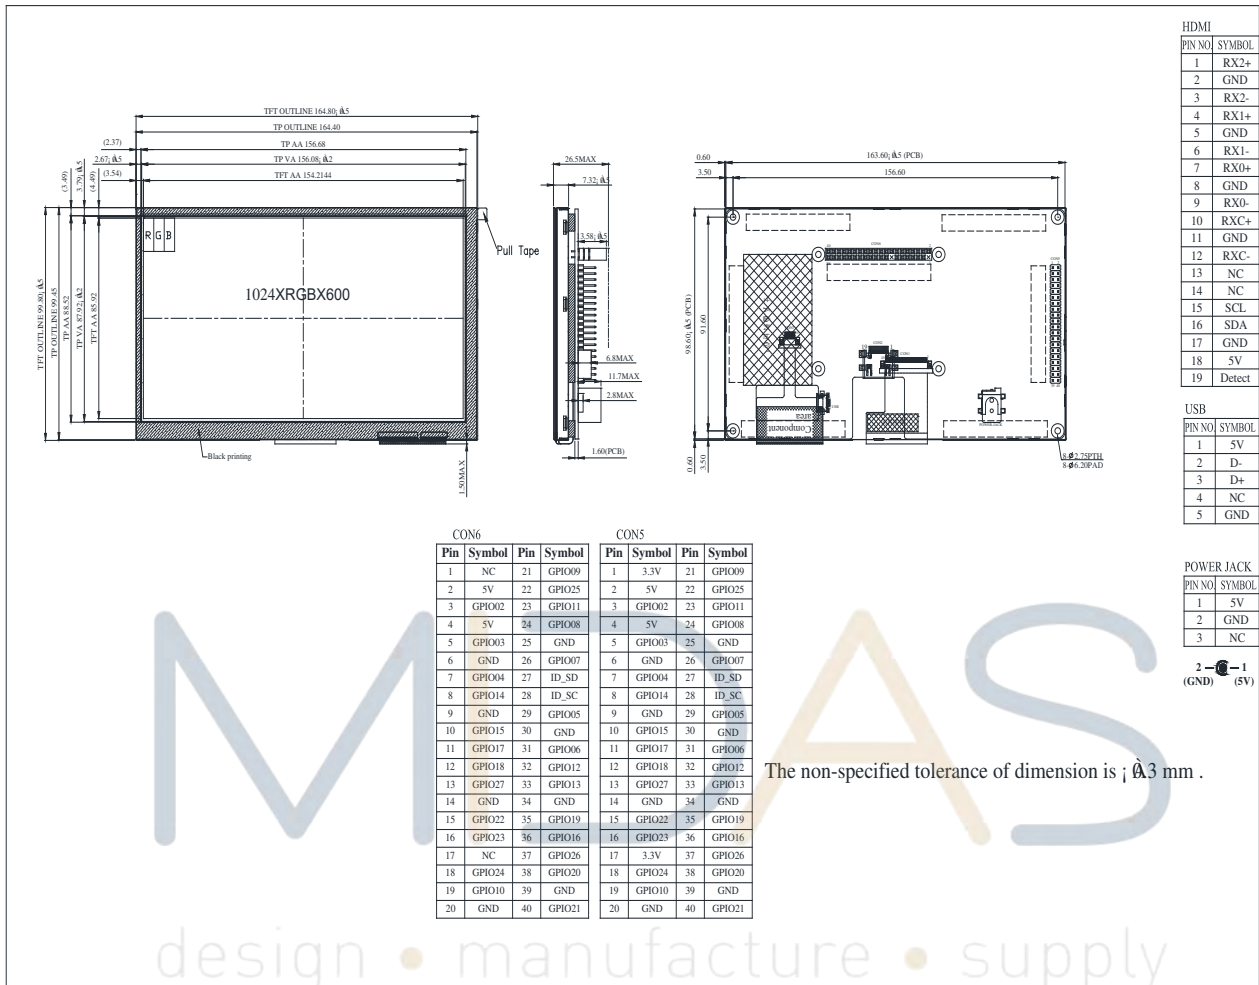 TFT OUTLINE 164.80¡À0.5
TP OUTLINE 164.40
(2.37) TP AA 156.68
2.67¡À0.5 TP VA 156.08¡À0.2
(3.54) TFT AA 154.2144
(3.49)
3.79¡À0.5
(4.49)
TFT OUTLINE 99.80¡À0.5
TP OUTLINE 99.45
TP AA 88.52
TP VA 87.92¡À0.2
TFT AA 85.92
R G B
1024XRGBX600
Pull Tape
Black printing
1.50MAX
26.5MAX
7.32¡À0.5
13.58¡À0.5
6.8MAX
11.7MAX
2.8MAX
1.60(PCB)
0.60 163.60¡À0.5 (PCB)
3.50 156.60
98.60¡À0.5 (PCB)
91.60
0.60
3.50
Component
area
8-Φ2.75PTH
8-Φ6.20PAD
HDMI
PIN NO. SYMBOL
1 RX2+
2 GND
3 RX2-
4 RX1+
5 GND
6 RX1-
7 RX0+
8 GND
9 RX0-
10 RXC+
11 GND
12 RXC-
13 NC
14 NC
15 SCL
16 SDA
17 GND
18 5V
19 Detect
USB
PIN NO. SYMBOL
1 5V
2 D-
3 D+
4 NC
5 GND
POWER JACK
PIN NO. SYMBOL
1 5V
2 GND
3 NC
2 1
(GND) (5V)
CON6
Pin Symbol Pin Symbol
1 NC 21 GPIO09
2 5V 22 GPIO25
3 GPIO02 23 GPIO11
4 5V 24 GPIO08
5 GPIO03 25 GND
6 GND 26 GPIO07
7 GPIO04 27 ID_SD
8 GPIO14 28 ID_SC
9 GND 29 GPIO05
10 GPIO15 30 GND
11 GPIO17 31 GPIO06
12 GPIO18 32 GPIO12
13 GPIO27 33 GPIO13
14 GND 34 GND
15 GPIO22 35 GPIO19
16 GPIO23 36 GPIO16
17 NC 37 GPIO26
18 GPIO24 38 GPIO20
19 GPIO10 39 GND
20 GND 40 GPIO21
CON5
Pin Symbol Pin Symbol
1 3.3V 21 GPIO09
2 5V 22 GPIO25
3 GPIO02 23 GPIO11
4 5V 24 GPIO08
5 GPIO03 25 GND
6 GND 26 GPIO07
7 GPIO04 27 ID_SD
8 GPIO14 28 ID_SC
9 GND 29 GPIO05
10 GPIO15 30 GND
11 GPIO17 31 GPIO06
12 GPIO18 32 GPIO12
13 GPIO27 33 GPIO13
14 GND 34 GND
15 GPIO22 35 GPIO19
16 GPIO23 36 GPIO16
17 3.3V 37 GPIO26
18 GPIO24 38 GPIO20
19 GPIO10 39 GND
20 GND 40 GPIO21
The non-specified tolerance of dimension is ¡À0.3 mm .
MIDAS
design • manufacture • supply